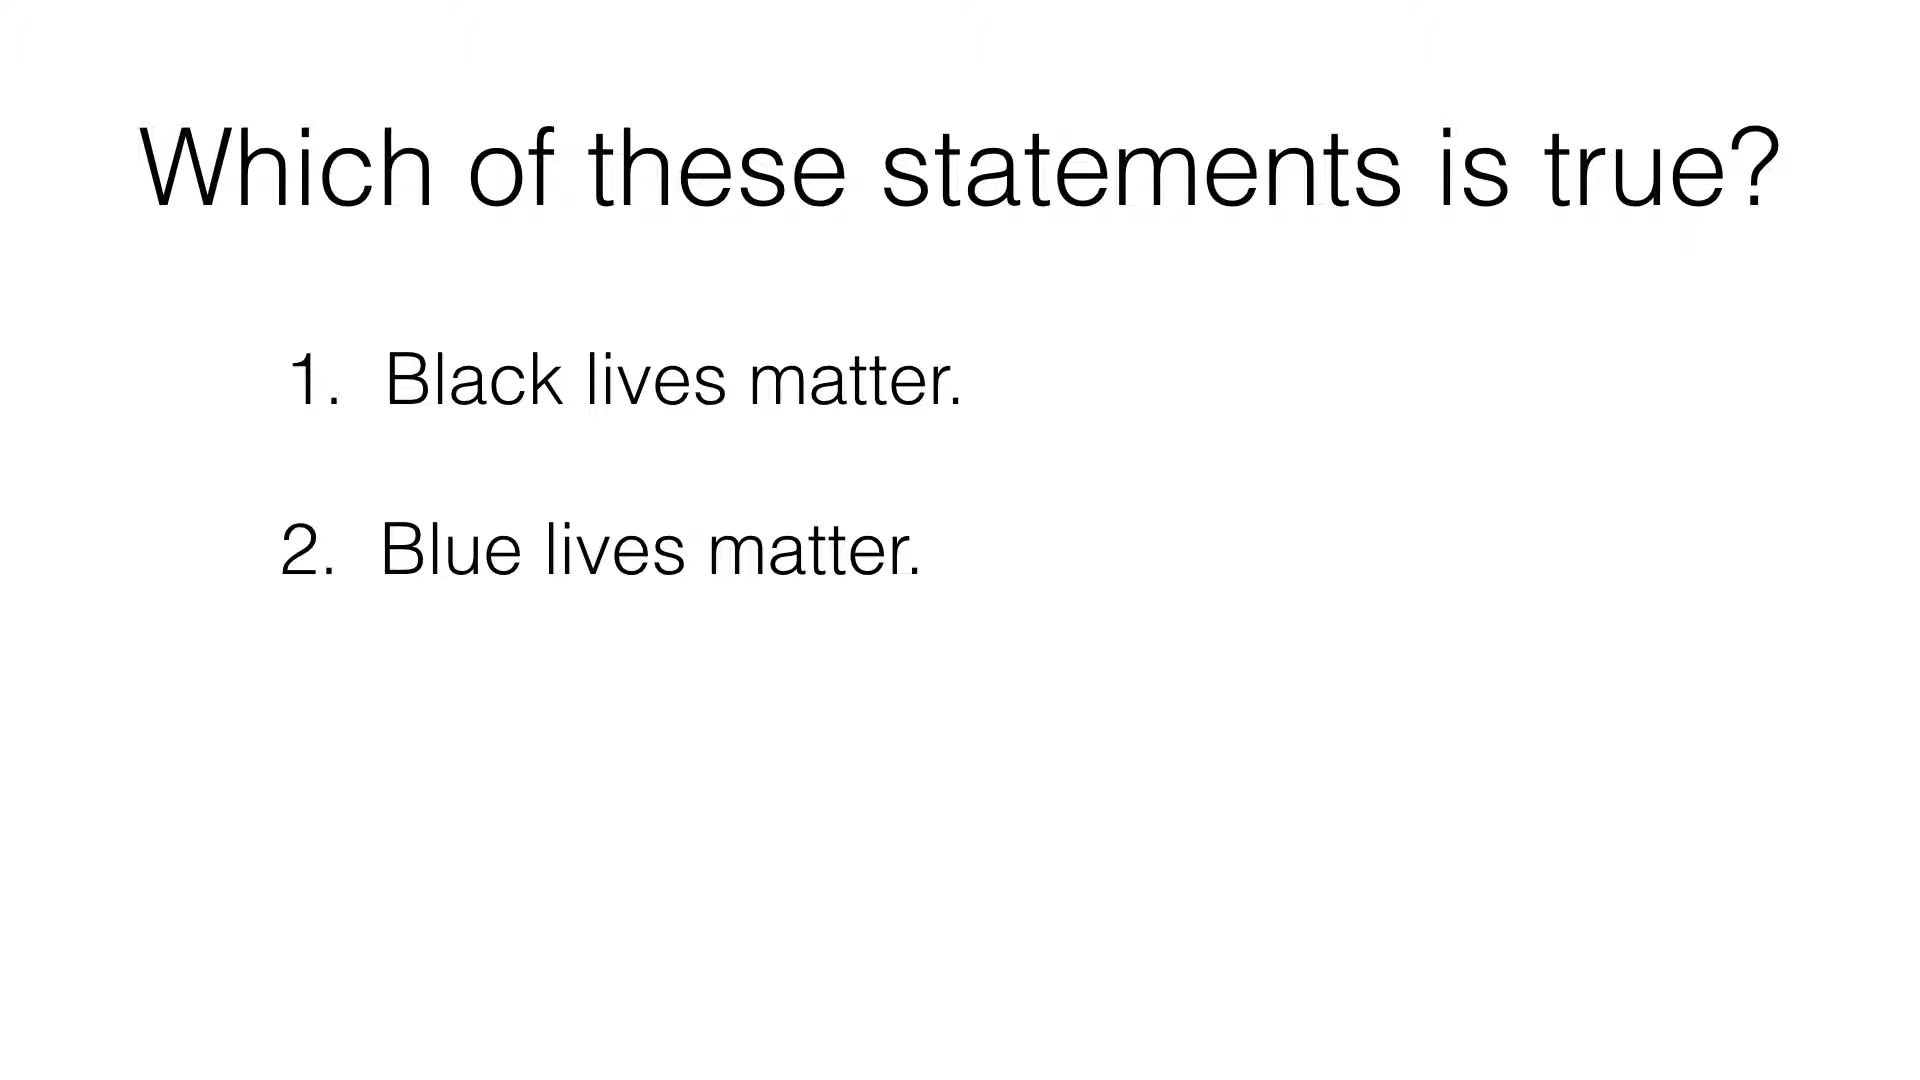 Which of these statements is true?
1. Black lives matter.
2. Blue lives matter.